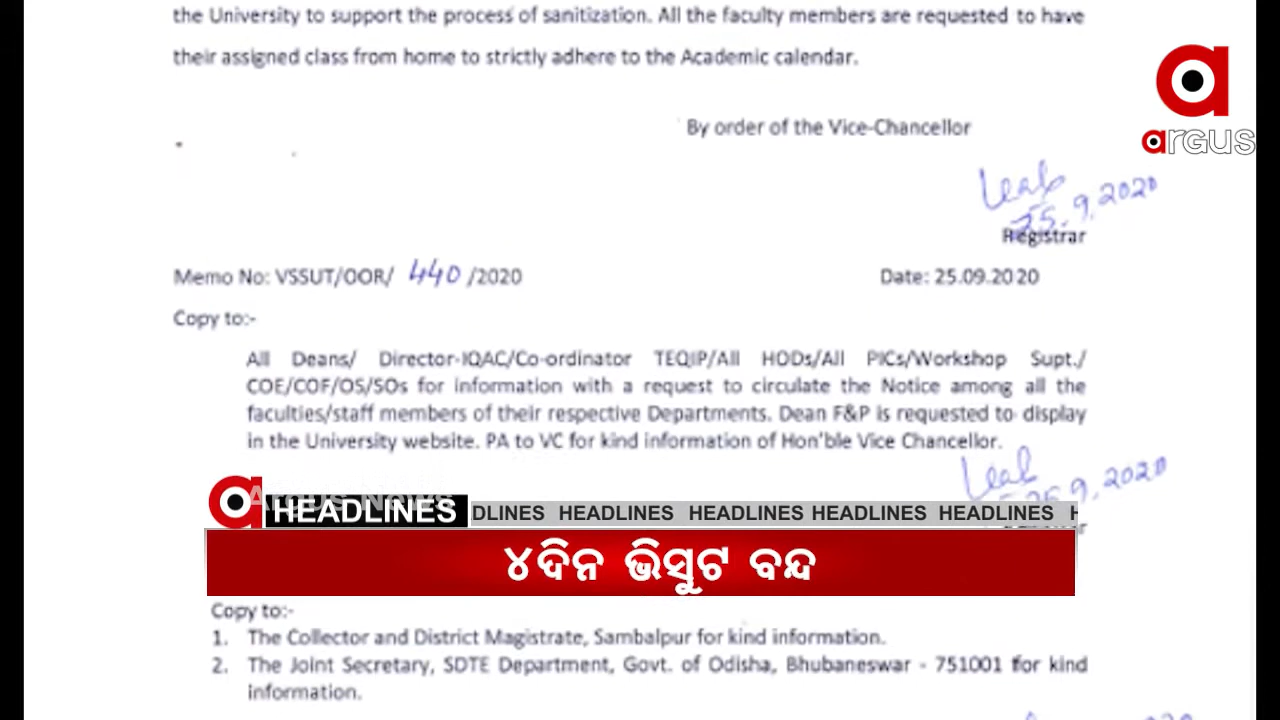 the University to support the process of sanitization. All the faculty members are requested to have
their assigned class from home to strictly adhere to the Academic calendar.
argus
By order of the Vice-Chancellor
25.9.2020
Registrar
Memo No: VSSUT/OOR/ 440 /2020 Date: 25.09.2020
Copy to:-
All Deans/ Director-IQAC/Co-ordinator TEQIP/All HODs/All PICs/Workshop Supt./
COE/COF/OS/SOs for information with a request to circulate the Notice among all the
faculties/staff members of their respective Departments. Dean F&P is requested to display
in the University website. PA to VC for kind information of Hon'ble Vice Chancellor.
25.9.2020
ARGUS NEWS
HEADLINES DLINES HEADLINES HEADLINES HEADLINES HEADLINES H
୪ଦିନ ଭିସୁଟ ବନ୍ଦ
Copy to:-
1. The Collector and District Magistrate, Sambalpur for kind information.
2. The Joint Secretary, SDTE Department, Govt. of Odisha, Bhubaneswar - 751001 for kind
information.